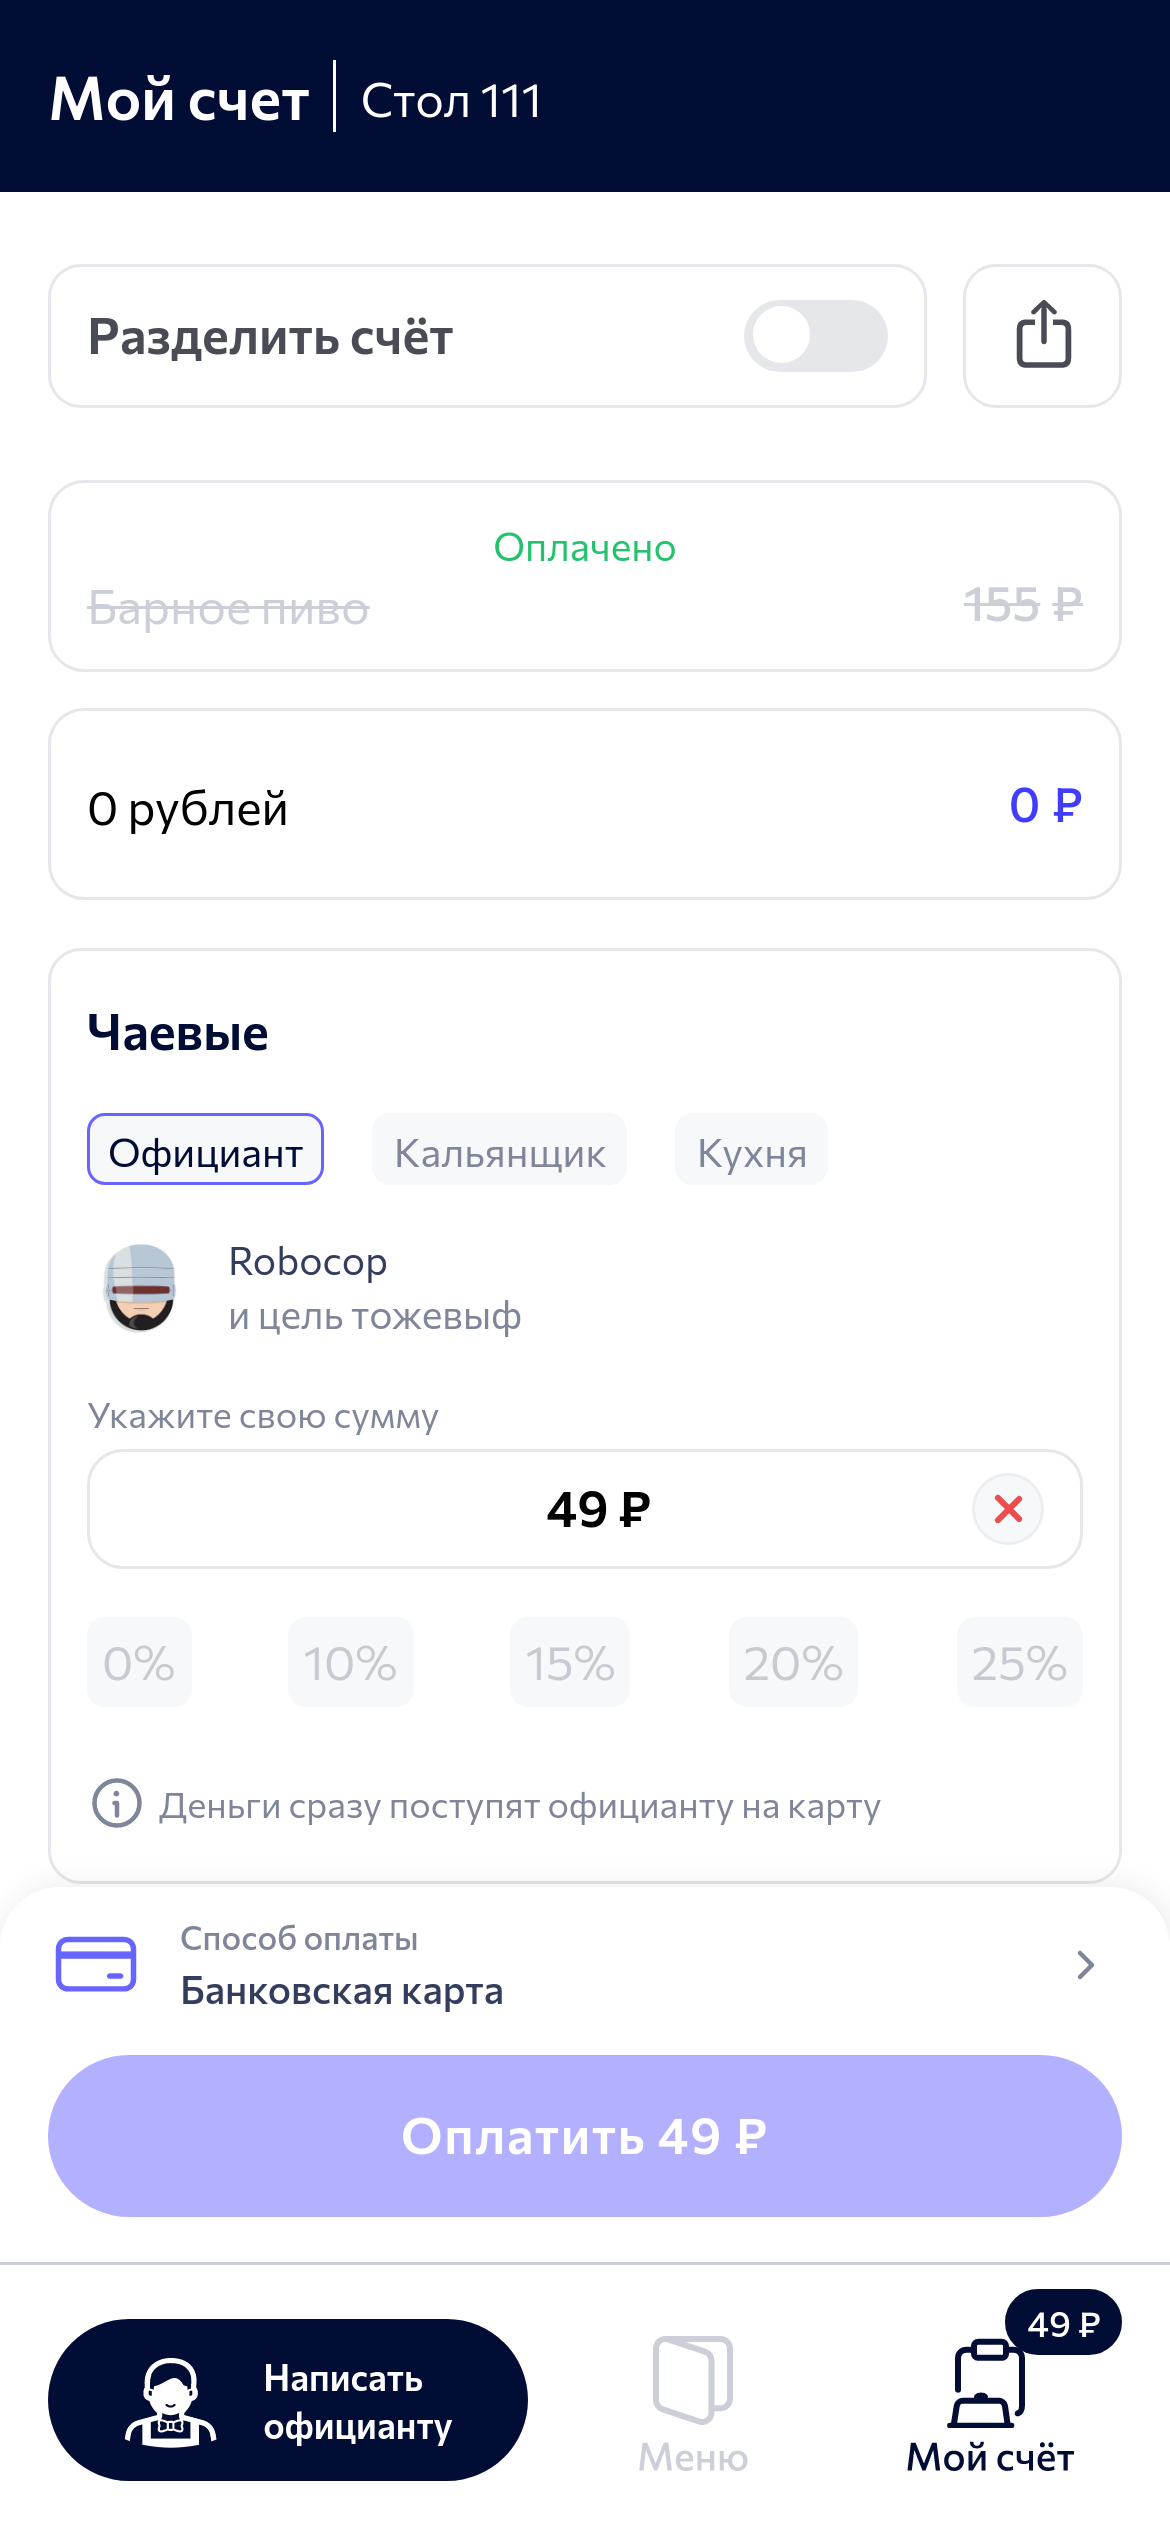 Мой счет
Стол 111
Разделить счёт
Оплачено
Барное пиво 155 ₽
0 рублей 0 ₽
Чаевые
Официант Кальянщик Кухня
Robocop
и цель тожевыф
Укажите свою сумму
49 ₽
0% 10% 15% 20% 25%
Деньги сразу поступят официанту на карту
Способ оплаты
Банковская карта
Оплатить 49 ₽
49 ₽
Написать
официанту
Меню
Мой счёт